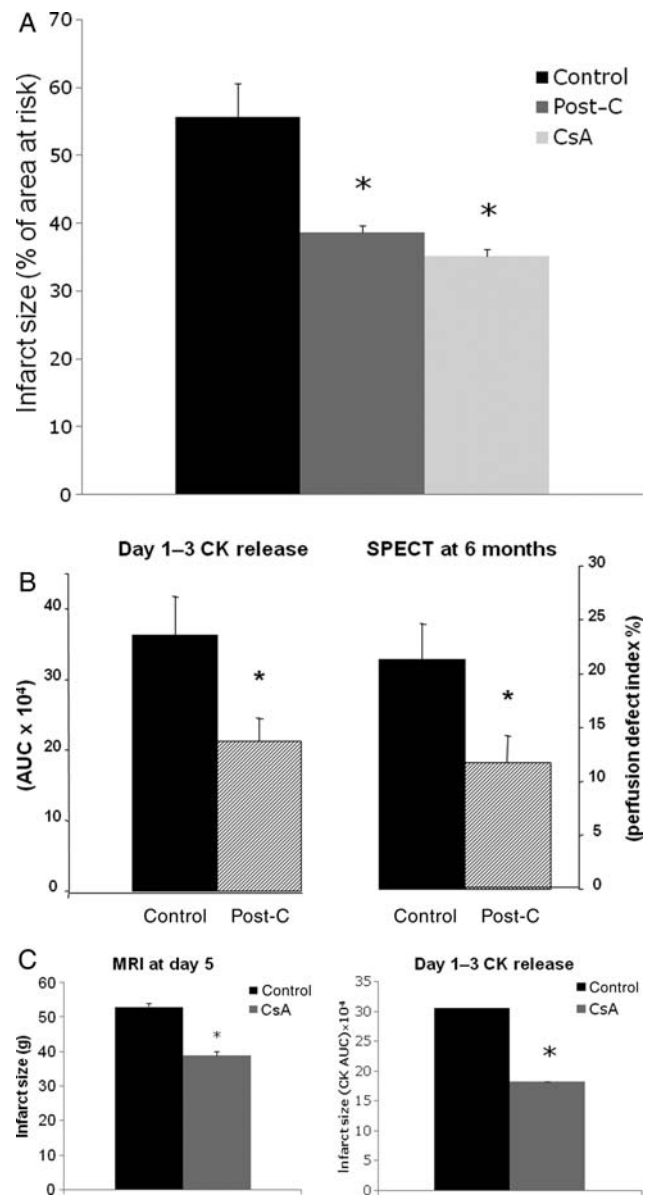 A
Infarct size (% of area at risk)
70
60
50
40
30
20
10
0
Control
Post-C
CsA
*
*
B
Day 1–3 CK release
(AUC x 10⁴)
40
30
20
10
0
*
Control
Post-C
SPECT at 6 months
*
Control
Post-C
30
25
20
15
10
5
0
(perfusion defect index %)
C
MRI at day 5
Infarct size (g)
60
50
40
30
20
10
0
Control
CsA
*
Day 1–3 CK release
Infarct size (CK AUC)×10⁴
35
30
25
20
15
10
5
0
Control
CsA
*